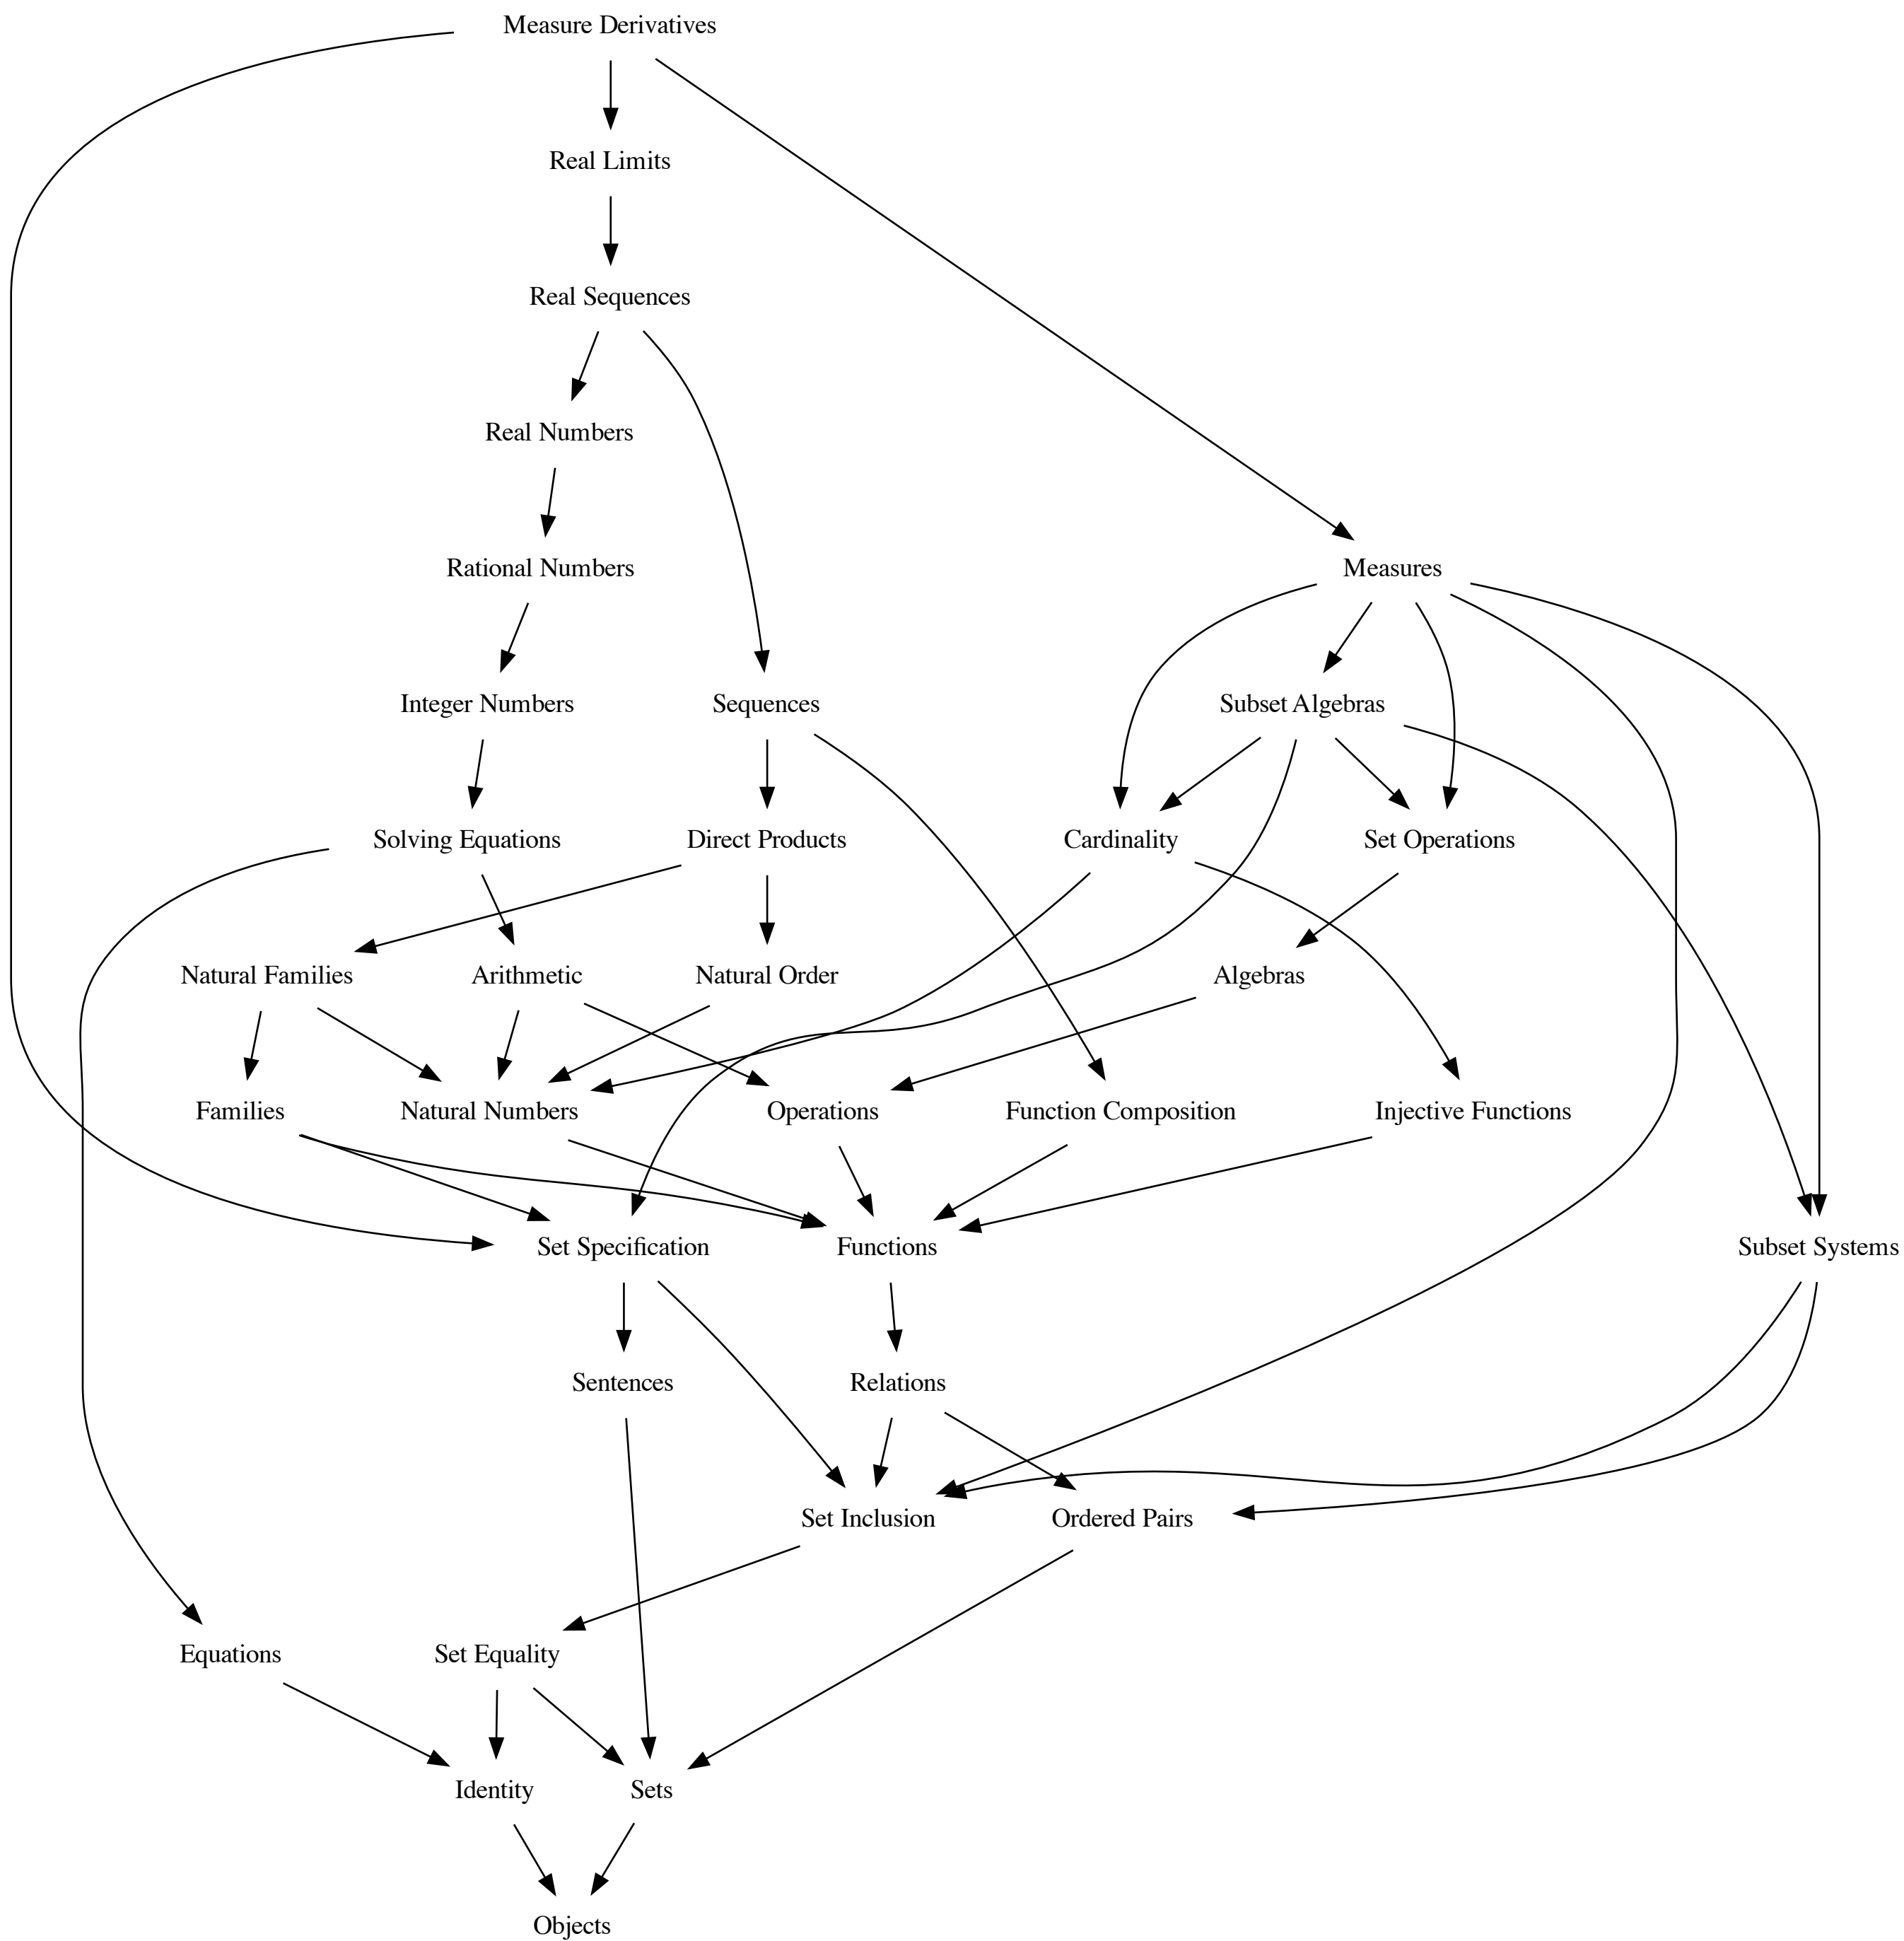 Measure Derivatives
Real Limits
Real Sequences
Real Numbers
Rational Numbers
Measures
Integer Numbers
Sequences
Subset Algebras
Solving Equations
Direct Products
Cardinality
Set Operations
Natural Families
Arithmetic
Natural Order
Algebras
Families
Natural Numbers
Operations
Function Composition
Injective Functions
Set Specification
Functions
Subset Systems
Sentences
Relations
Set Inclusion
Ordered Pairs
Equations
Set Equality
Identity
Sets
Objects